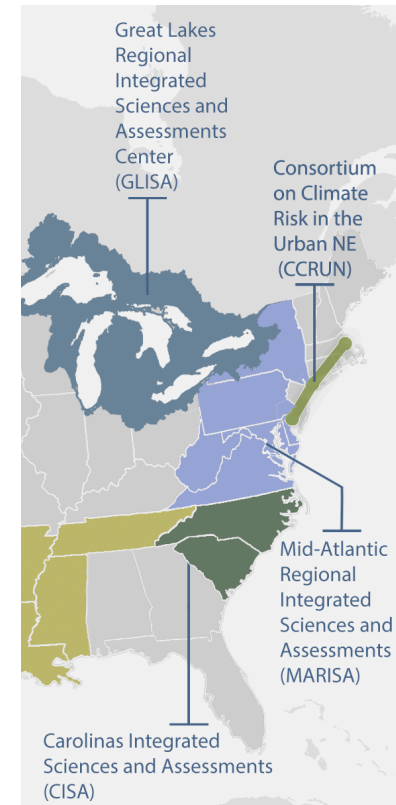 Great Lakes
Regional
Integrated
Sciences and
Assessments
Center
(GLISA)
Consortium
on Climate
Risk in the
Urban NE
(CCRUN)
Mid-Atlantic
Regional
Integrated
Sciences and
Assessments
(MARISA)
Carolinas Integrated
Sciences and Assessments
(CISA)